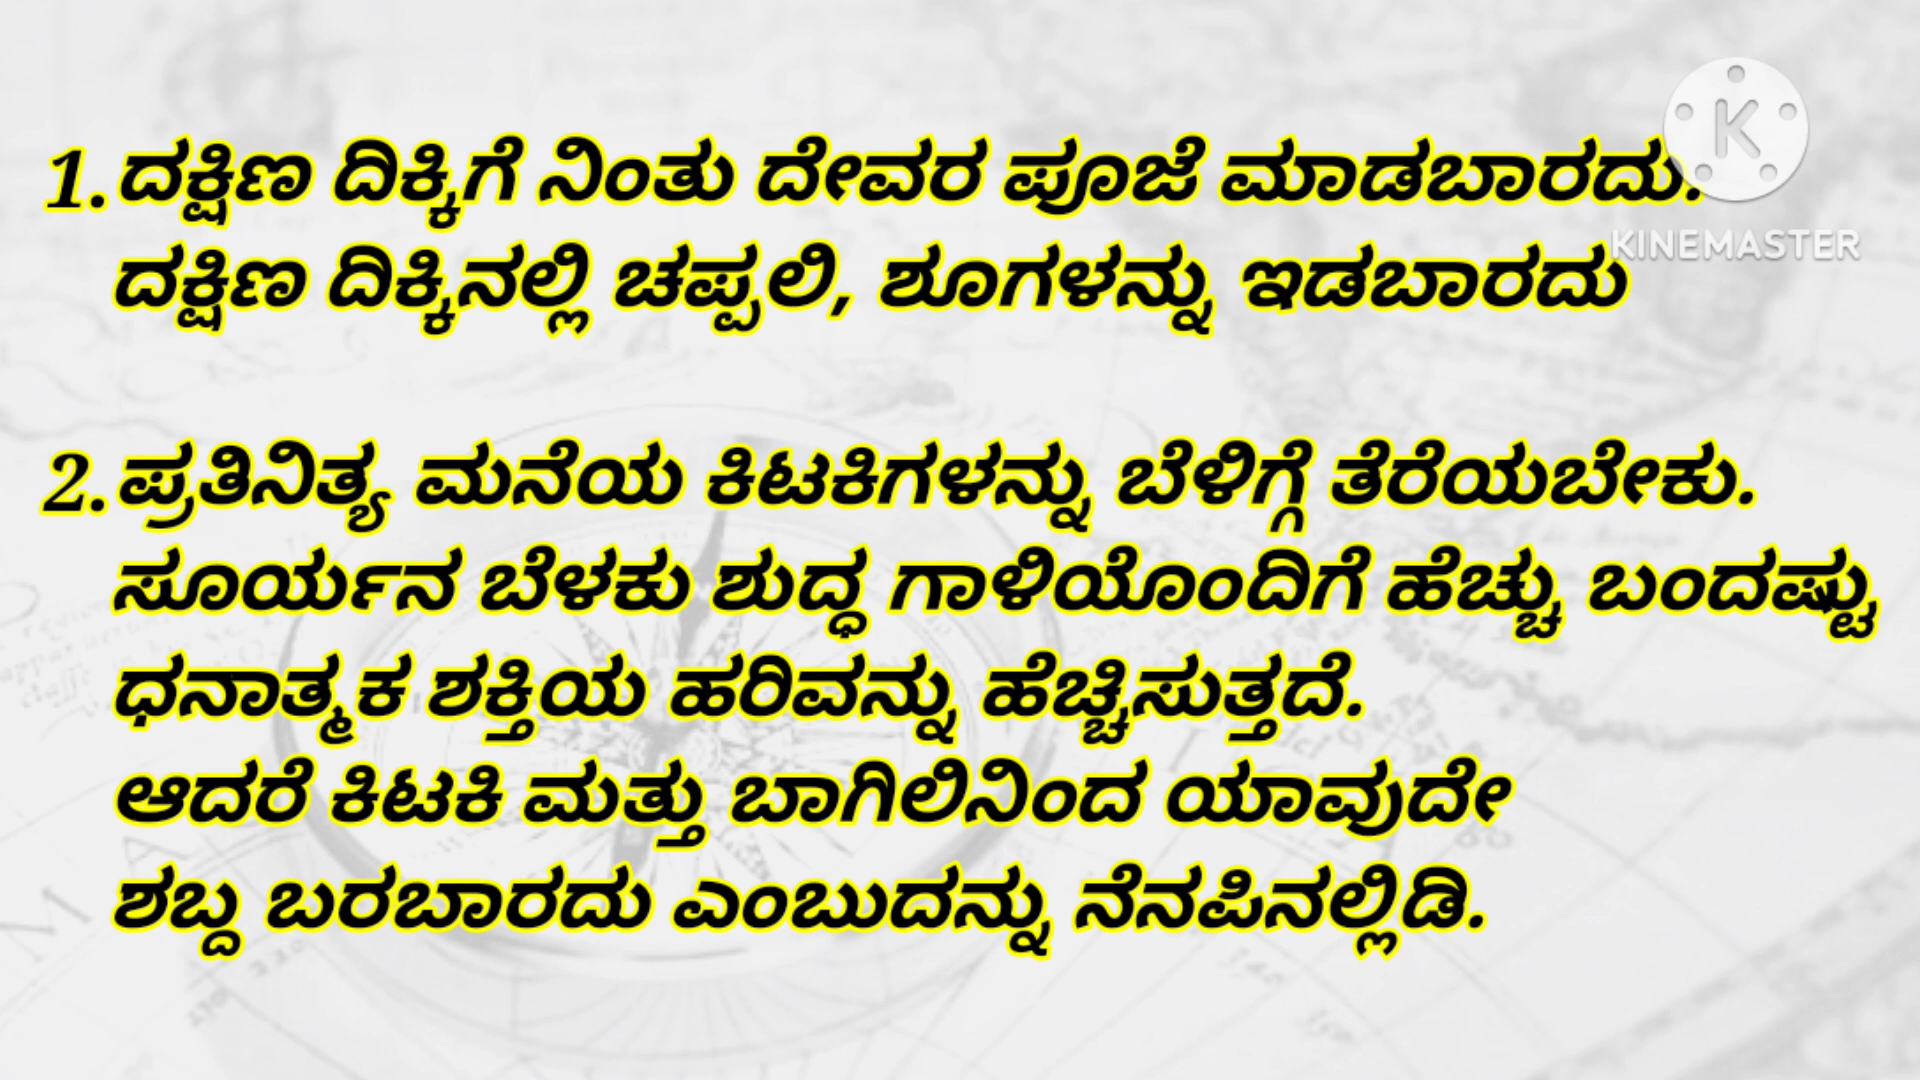 1. ದಕ್ಷಿಣ ದಿಕ್ಕಿಗೆ ನಿಂತು ದೇವರ ಪೂಜೆ ಮಾಡಬಾರದು.
ದಕ್ಷಿಣ ದಿಕ್ಕಿನಲ್ಲಿ ಚಪ್ಪಲಿ, ಶೂಗಳನ್ನು ಇಡಬಾರದು
K
KINEMASTER
2. ಪ್ರತಿನಿತ್ಯ ಮನೆಯ ಕಿಟಕಿಗಳನ್ನು ಬೆಳಿಗ್ಗೆ ತೆರೆಯಬೇಕು.
ಸೂರ್ಯನ ಬೆಳಕು ಶುದ್ಧ ಗಾಳಿಯೊಂದಿಗೆ ಹೆಚ್ಚು ಬಂದಷ್ಟು
ಧನಾತ್ಮಕ ಶಕ್ತಿಯ ಹರಿವನ್ನು ಹೆಚ್ಚಿಸುತ್ತದೆ.
ಆದರೆ ಕಿಟಕಿ ಮತ್ತು ಬಾಗಿಲಿನಿಂದ ಯಾವುದೇ
ಶಬ್ದ ಬರಬಾರದು ಎಂಬುದನ್ನು ನೆನಪಿನಲ್ಲಿಡಿ.